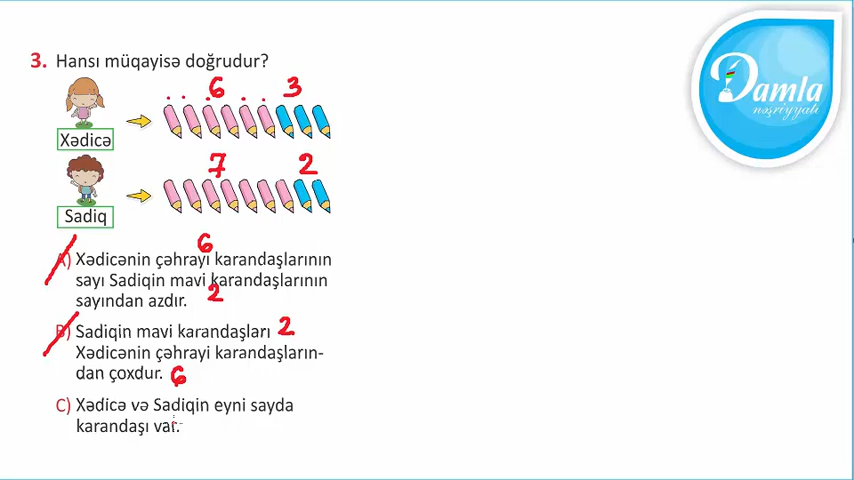 3. Hansı müqayisə doğrudur?
6 3
Xədicə
7 2
Sadiq
6
A) Xədicənin çəhrayı karandaşlarının
sayı Sadiqin mavi karandaşlarının
sayından azdır. 2
B) Sadiqin mavi karandaşları 2
Xədicənin çəhrayi karandaşların-
dan çoxdur. 6
C) Xədicə və Sadiqin eyni sayda
karandaşı var.
Damla
nəşriyyatı